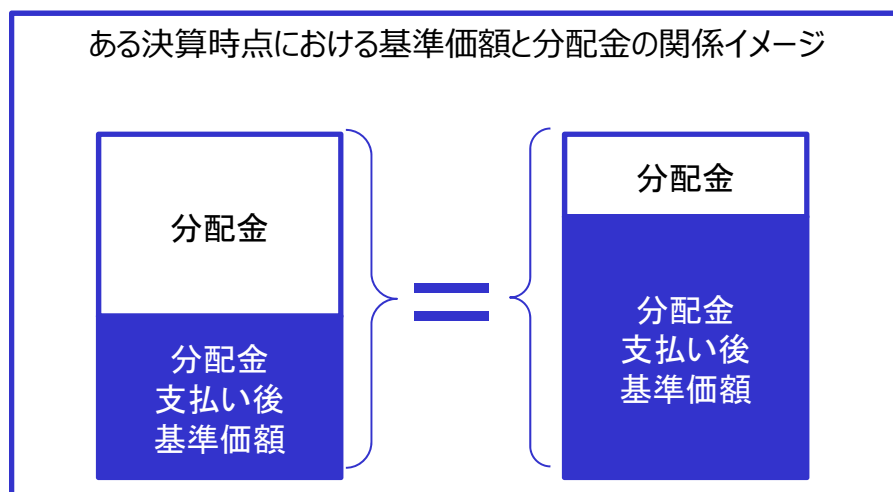 ある決算時点における基準価額と分配金の関係イメージ
分配金
分配金
支払い後
基準価額
=
分配金
分配金
支払い後
基準価額